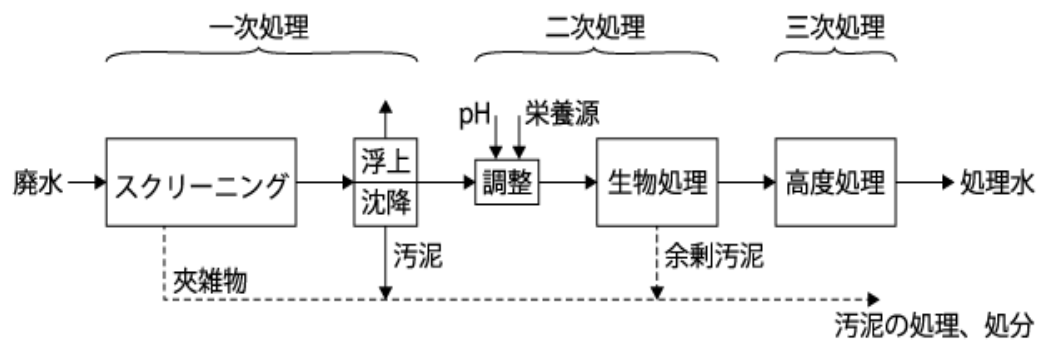 一次処理
二次処理
三次処理
pH
栄養源
廃水
スクリーニング
浮上
沈降
調整
生物処理
高度処理
処理水
汚泥
余剰汚泥
夾雑物
汚泥の処理、処分